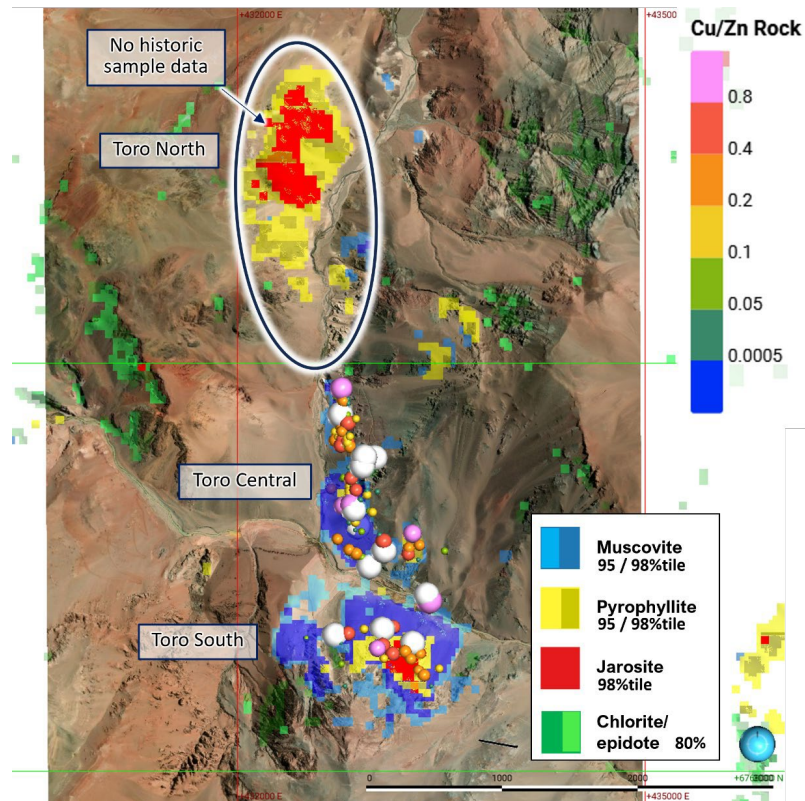 +432000 E
+43500
Cu/Zn Rock
No historic
sample data
0.8
Toro North
0.4
0.2
0.1
0.05
0.0005
Toro Central
Muscovite
95 / 98%tile
Pyrophyllite
95 / 98%tile
Toro South
Jarosite
98%tile
Chlorite/
epidote 80%
0
1000
2000
+435000